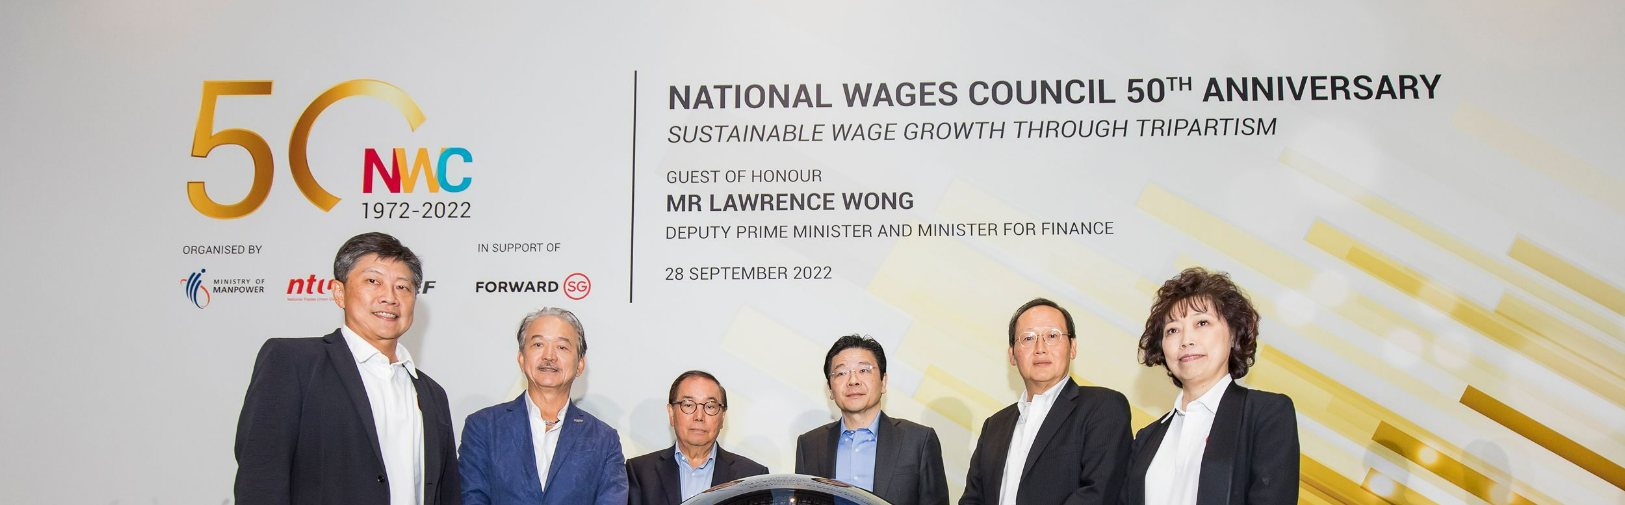 50
NWC
1972-2022
ORGANISED BY
MINISTRY OF
MANPOWER
IN SUPPORT OF
FORWARD SG
NATIONAL WAGES COUNCIL 50TH ANNIVERSARY
SUSTAINABLE WAGE GROWTH THROUGH TRIPARTISM
GUEST OF HONOUR
MR LAWRENCE WONG
DEPUTY PRIME MINISTER AND MINISTER FOR FINANCE
28 SEPTEMBER 2022